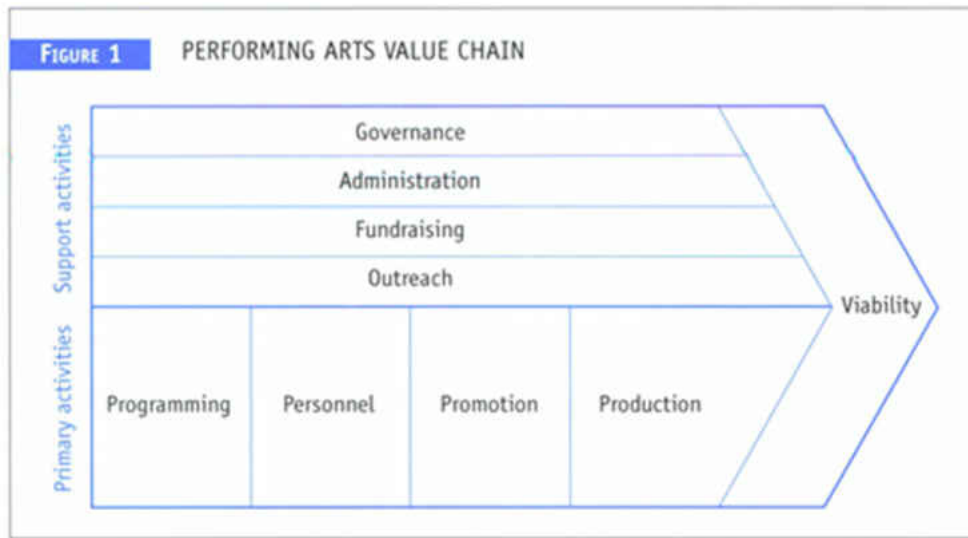 FIGURE 1 PERFORMING ARTS VALUE CHAIN
Support activities
Governance
Administration
Fundraising
Outreach
Viability
Primary activities
Programming Personnel Promotion Production